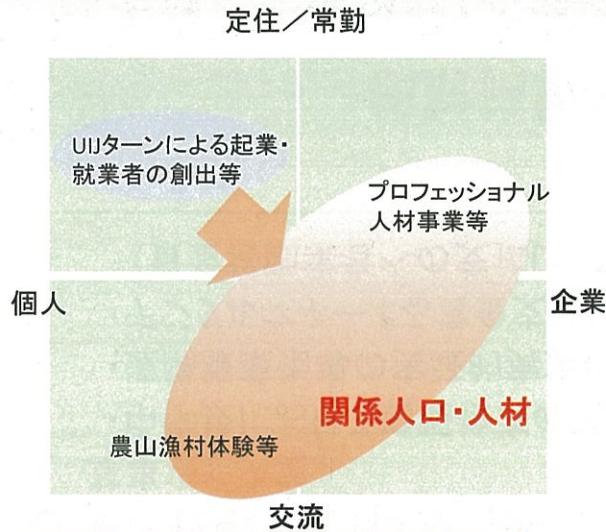 定住／常勤
UIJターンによる起業・
就業者の創出等
プロフェッショナル
人材事業等
個人
企業
関係人口・人材
農山漁村体験等
交流